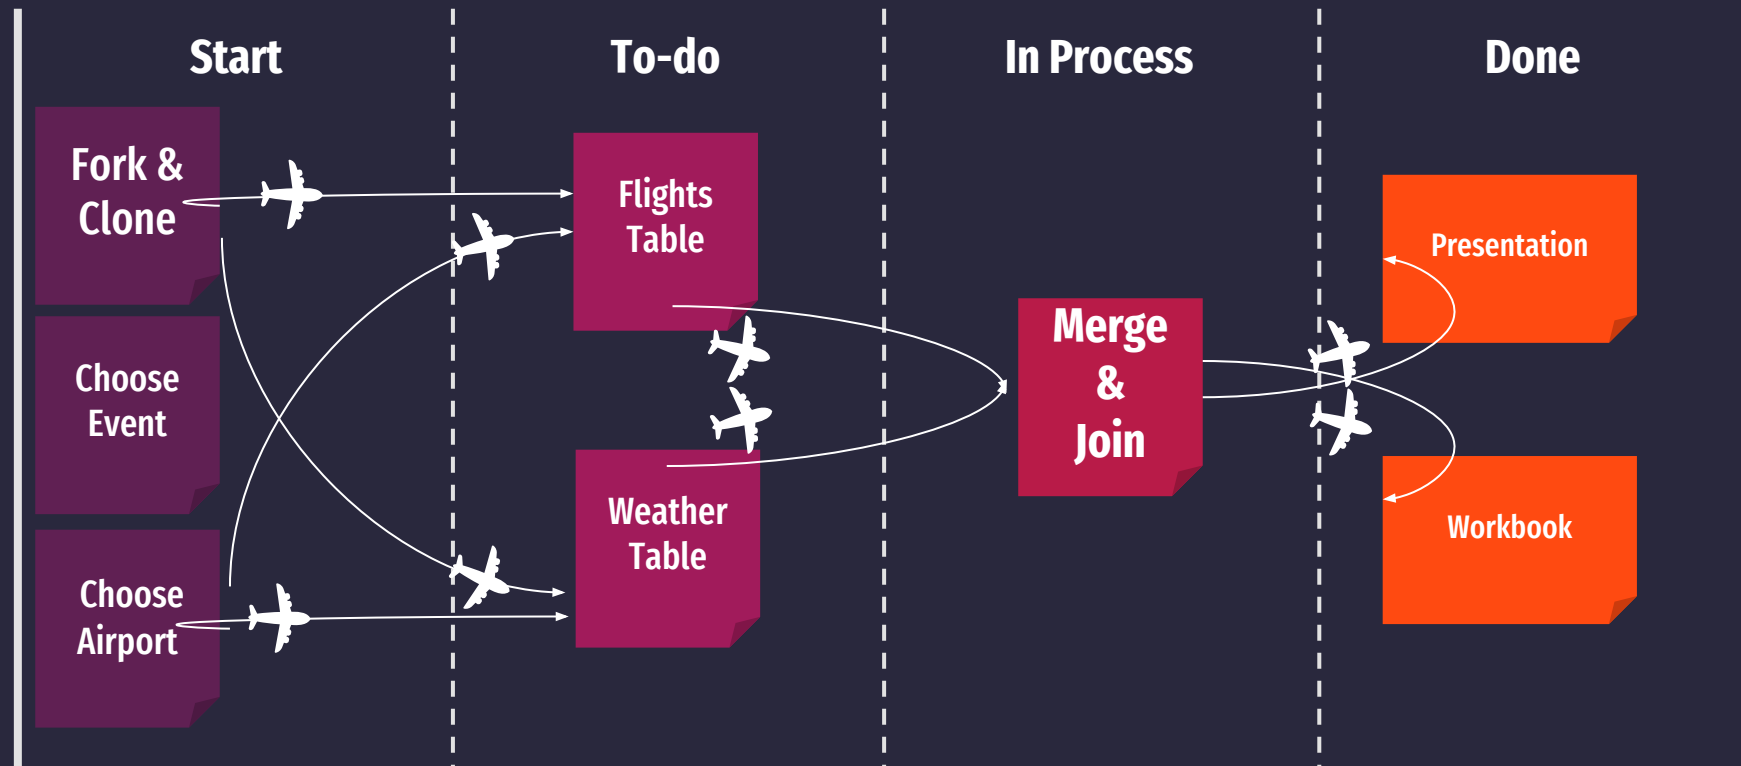 Start
To-do
In Process
Done
Fork &
Clone
Choose
Event
Choose
Airport
Flights
Table
Weather
Table
Merge
&
Join
Presentation
Workbook